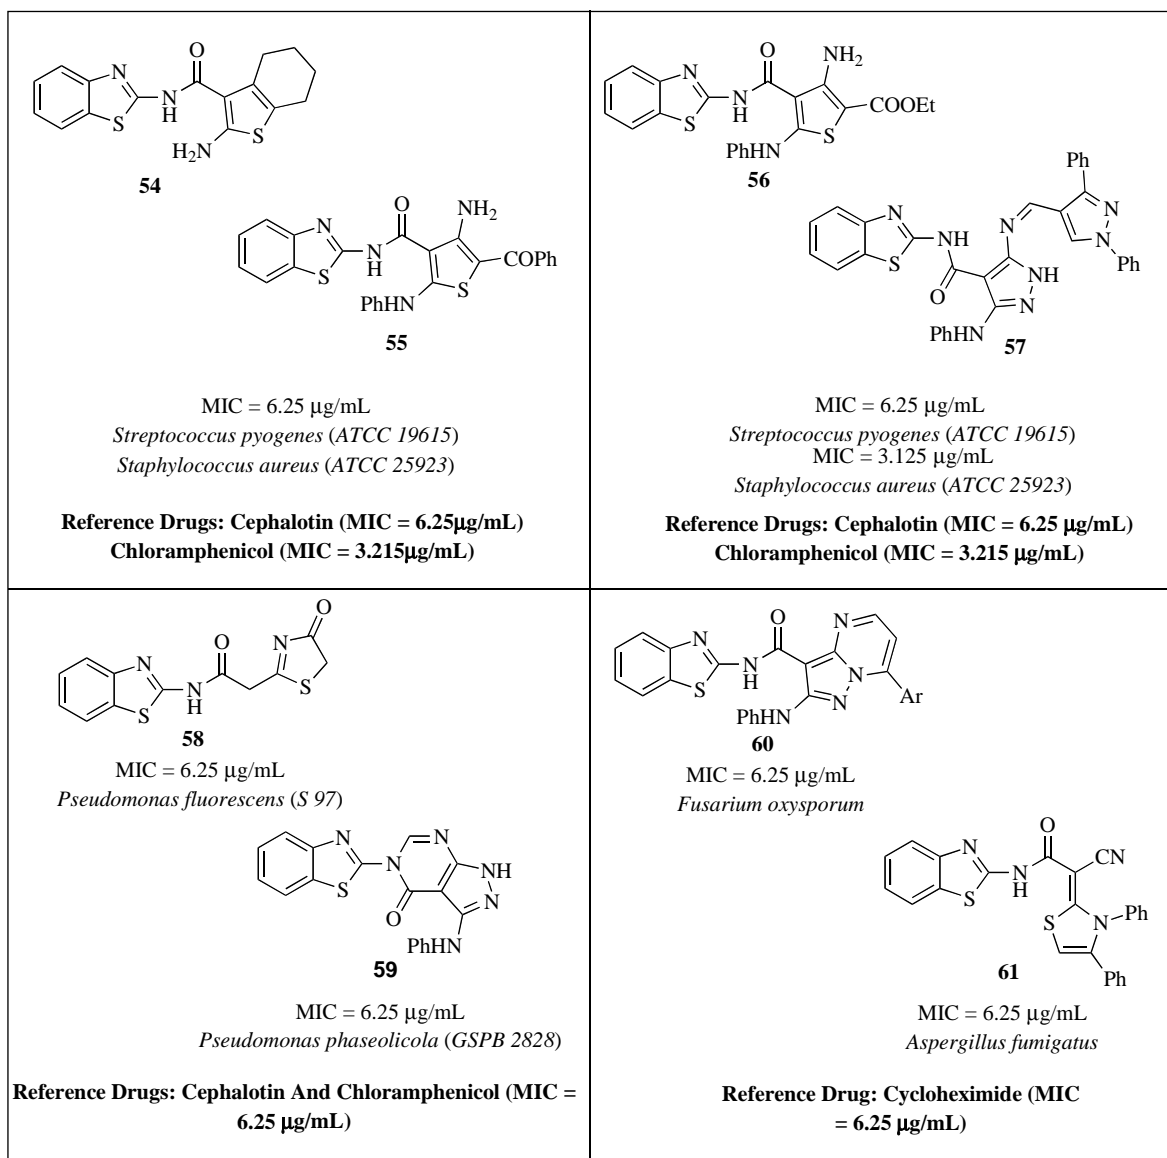 N
O
N
H
S
H2N
S
54
N
O
NH2
N
H
S
PhHN
S
COPh
55
MIC = 6.25 μg/mL
Streptococcus pyogenes (ATCC 19615)
Staphylococcus aureus (ATCC 25923)
Reference Drugs: Cephalotin (MIC = 6.25μg/mL)
Chloramphenicol (MIC = 3.215μg/mL)
N
O
NH2
N
H
S
PhHN
S
COOEt
56
Ph
N
N
Ph
N
N
NH
S
O
NH
N
PhHN
57
MIC = 6.25 μg/mL
Streptococcus pyogenes (ATCC 19615)
MIC = 3.125 μg/mL
Staphylococcus aureus (ATCC 25923)
Reference Drugs: Cephalotin (MIC = 6.25 μg/mL)
Chloramphenicol (MIC = 3.215 μg/mL)
O
N
O
N
N
H
S
S
58
MIC = 6.25 μg/mL
Pseudomonas fluorescens (S 97)
N
N
N
S
O
NH
N
PhHN
59
MIC = 6.25 μg/mL
Pseudomonas phaseolicola (GSPB 2828)
Reference Drugs: Cephalotin And Chloramphenicol (MIC =
6.25 μg/mL)
N
O
N
N
H
S
N
N
Ar
PhHN
60
MIC = 6.25 μg/mL
Fusarium oxysporum
O
N
CN
N
H
S
S
N
Ph
Ph
61
MIC = 6.25 μg/mL
Aspergillus fumigatus
Reference Drug: Cycloheximide (MIC
= 6.25 μg/mL)